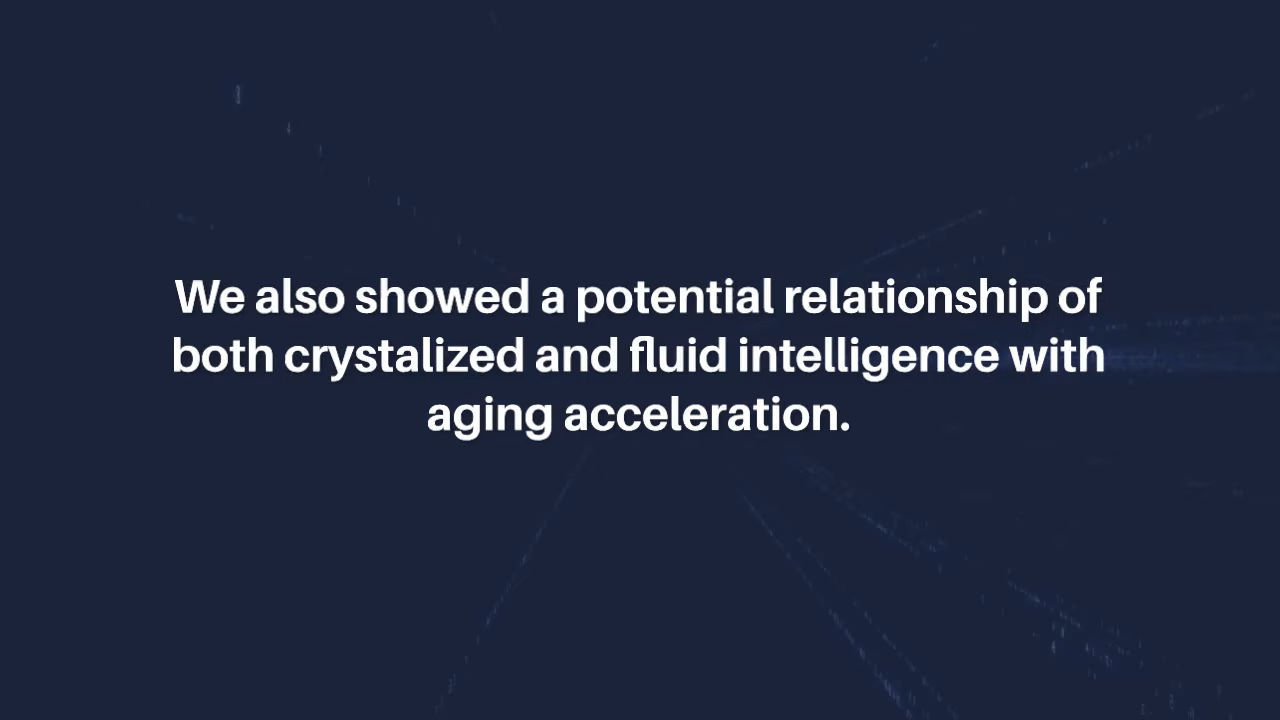 We also showed a potential relationship of
both crystalized and fluid intelligence with
aging acceleration.